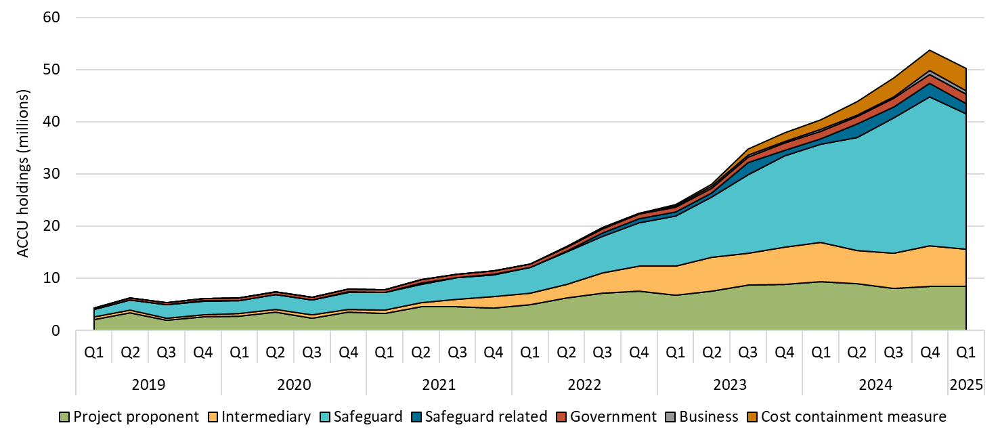 60
50
40
30
20
10
0
ACCU holdings (millions)
Q1 Q2 Q3 Q4 Q1 Q2 Q3 Q4 Q1 Q2 Q3 Q4 Q1 Q2 Q3 Q4 Q1 Q2 Q3 Q4 Q1 Q2 Q3 Q4 Q1
2019 2020 2021 2022 2023 2024 2025
Project proponent Intermediary Safeguard Safeguard related Government Business Cost containment measure